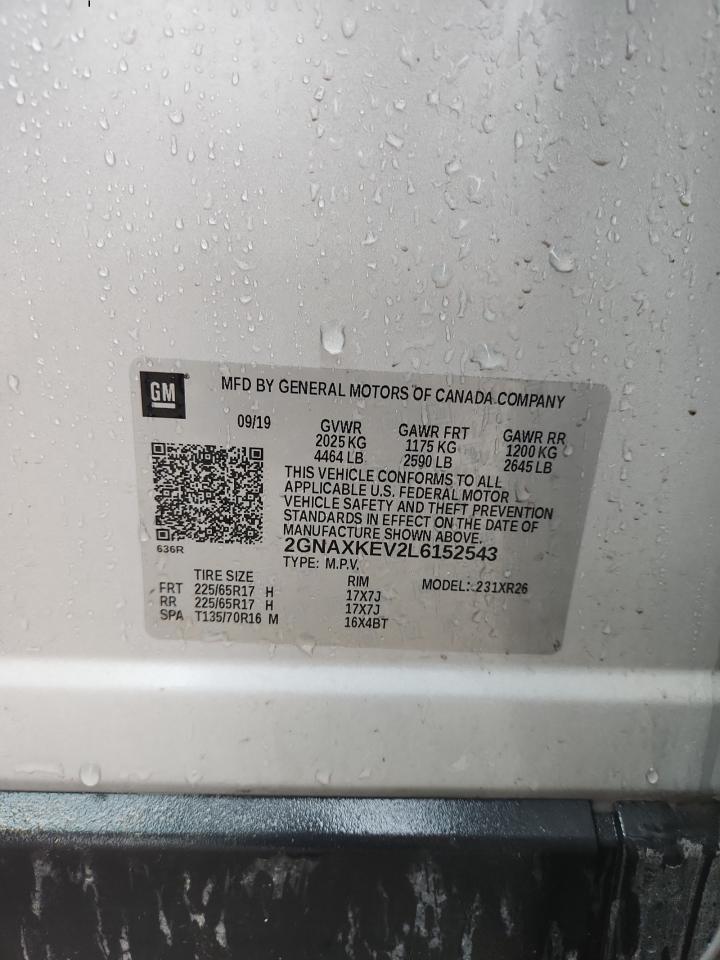 GM
MFD BY GENERAL MOTORS OF CANADA COMPANY
09/19
GVWR GAWR FRT GAWR RR
2025 KG 1175 KG 1200 KG
4464 LB 2590 LB 2645 LB
THIS VEHICLE CONFORMS TO ALL
APPLICABLE U.S. FEDERAL MOTOR
VEHICLE SAFETY AND THEFT PREVENTION
STANDARDS IN EFFECT ON THE DATE OF
MANUFACTURE SHOWN ABOVE.
636R
2GNAXKEV2L6152543
TYPE: M.P.V.
TIRE SIZE RIM MODEL: 231XR26
FRT 225/65R17 H 17X7J
RR 225/65R17 H 17X7J
SPA T135/70R16 M 16X4BT